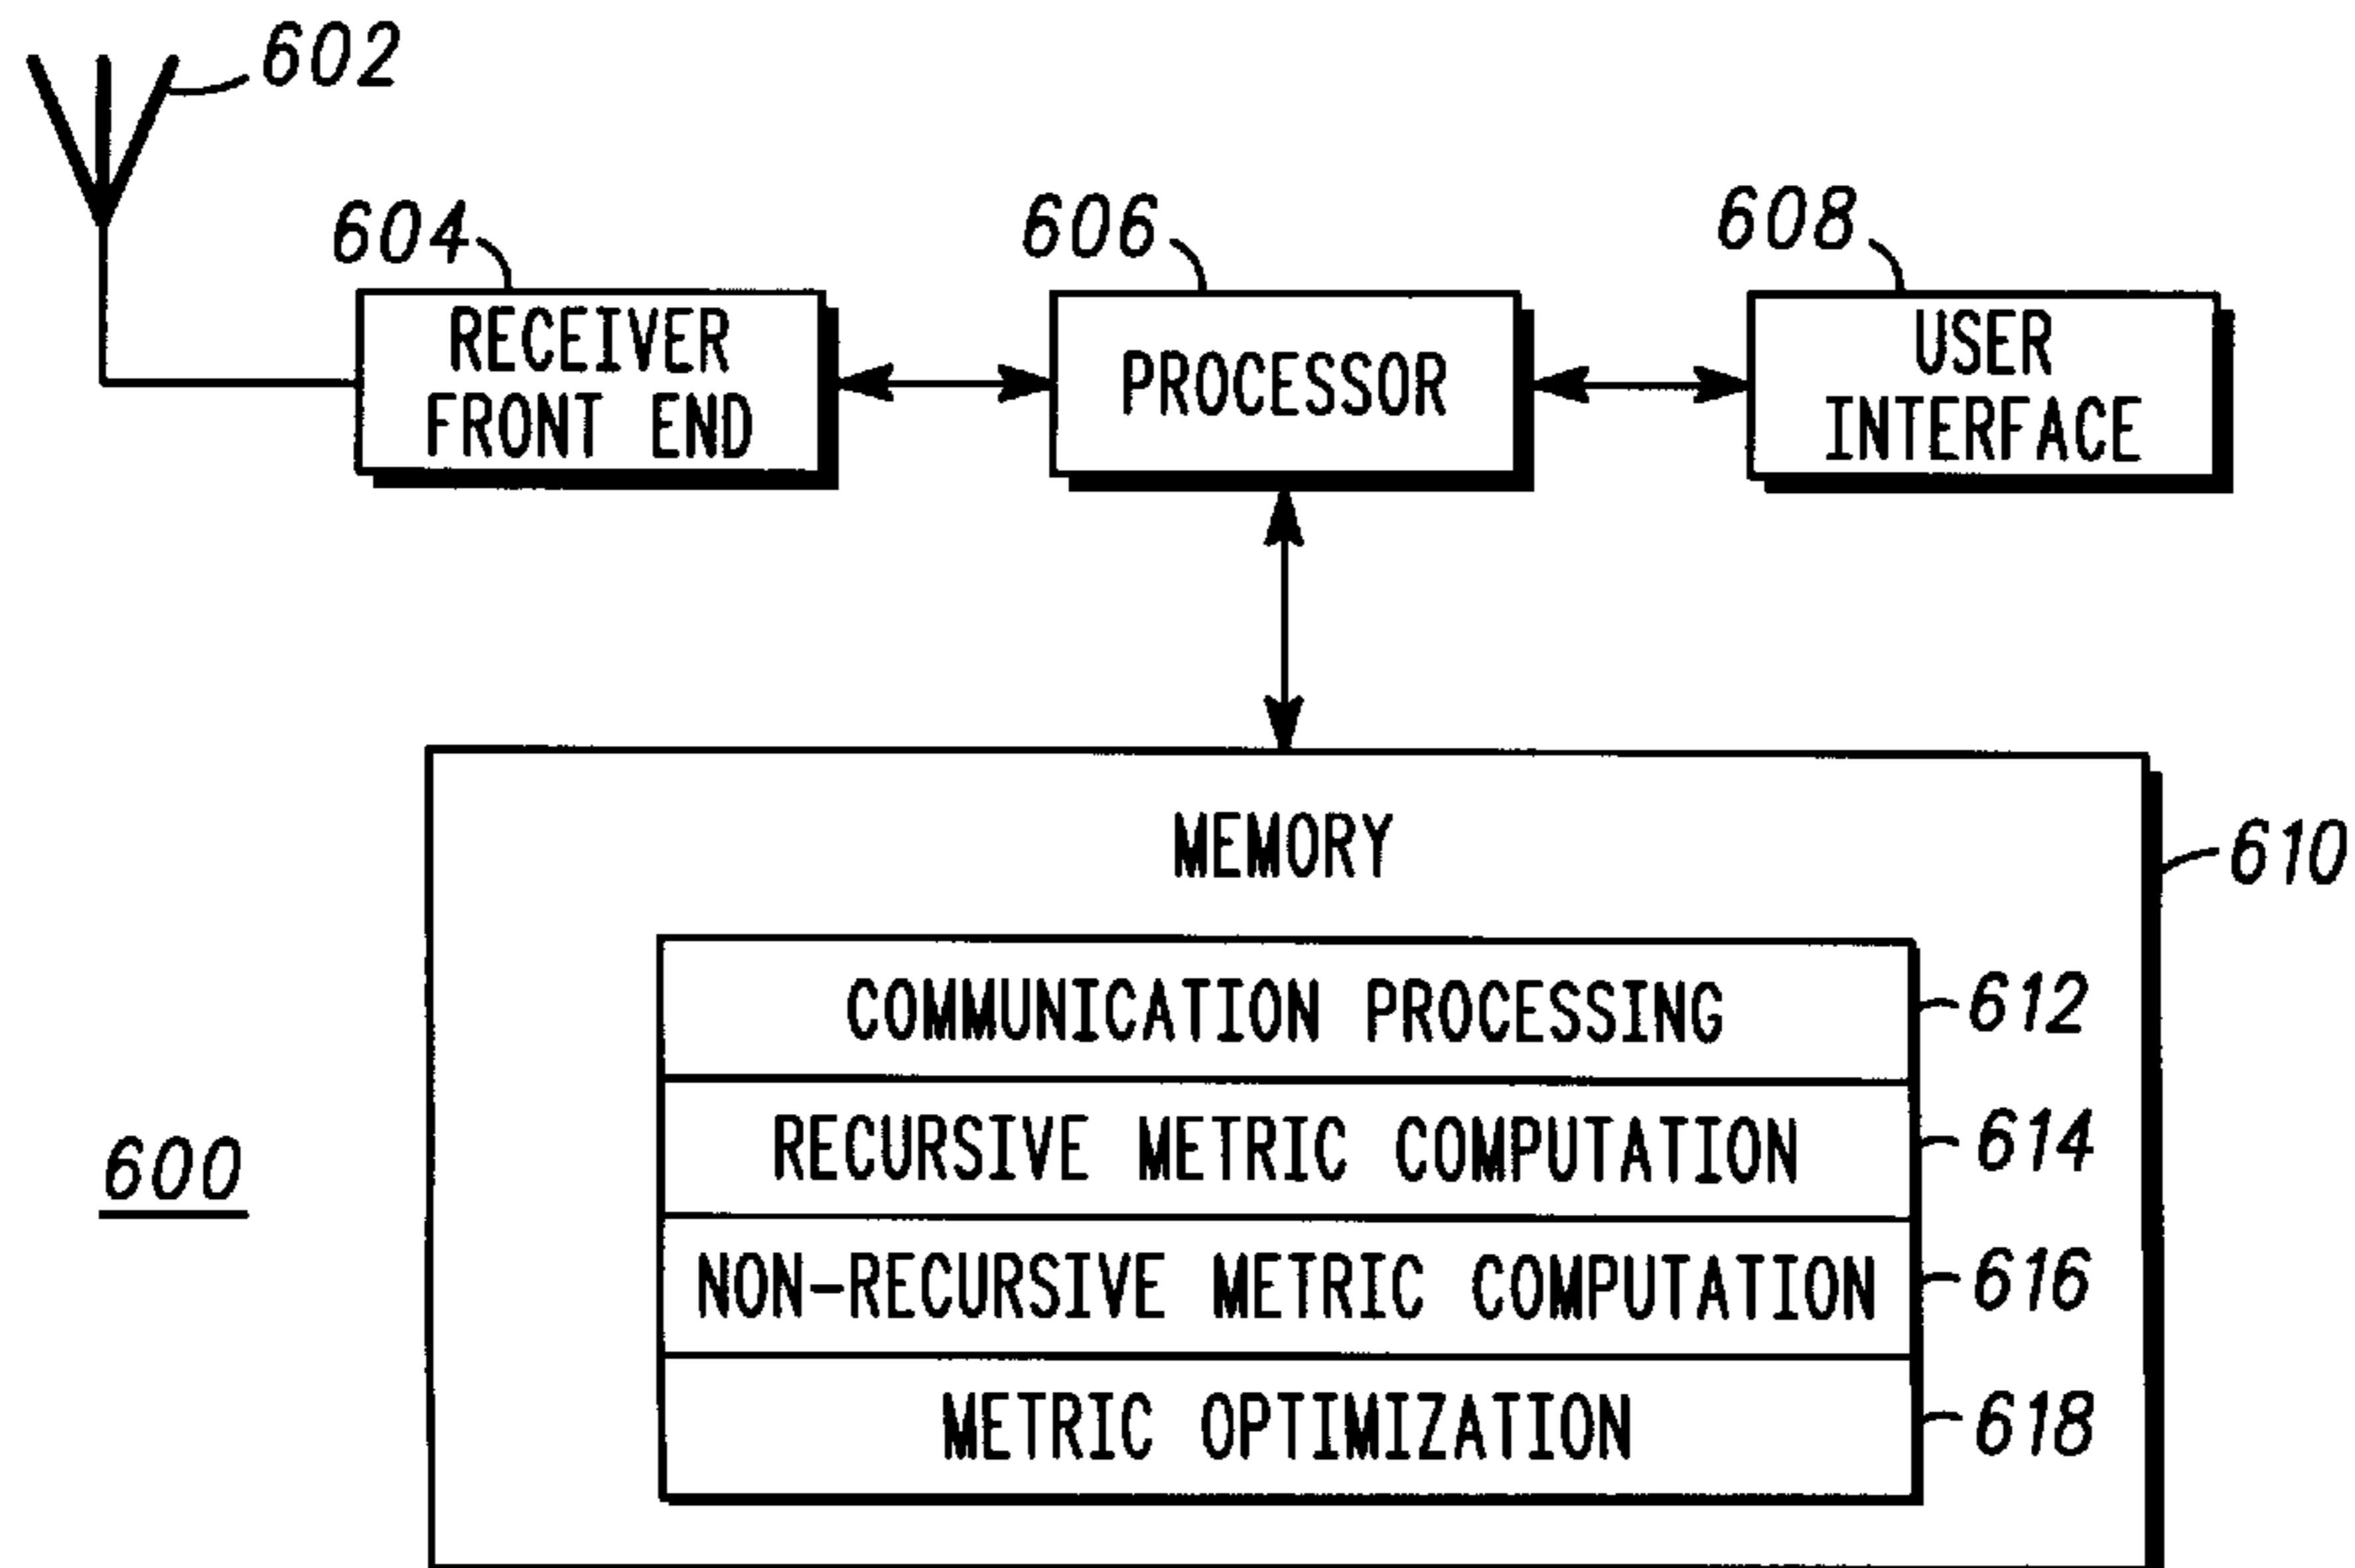 602
604
606
608
RECEIVER
FRONT END
PROCESSOR
USER
INTERFACE
MEMORY
610
COMMUNICATION PROCESSING
612
RECURSIVE METRIC COMPUTATION
614
600
NON-RECURSIVE METRIC COMPUTATION
616
METRIC OPTIMIZATION
618